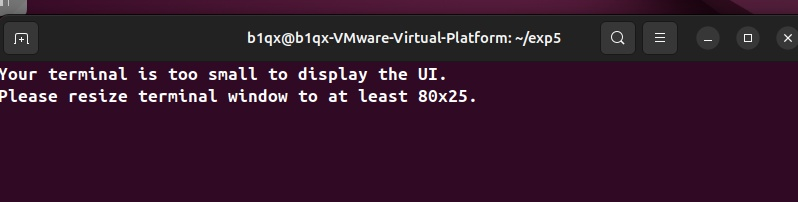 b1qx@b1qx-VMware-Virtual-Platform: ~/exp5
Your terminal is too small to display the UI.
Please resize terminal window to at least 80x25.